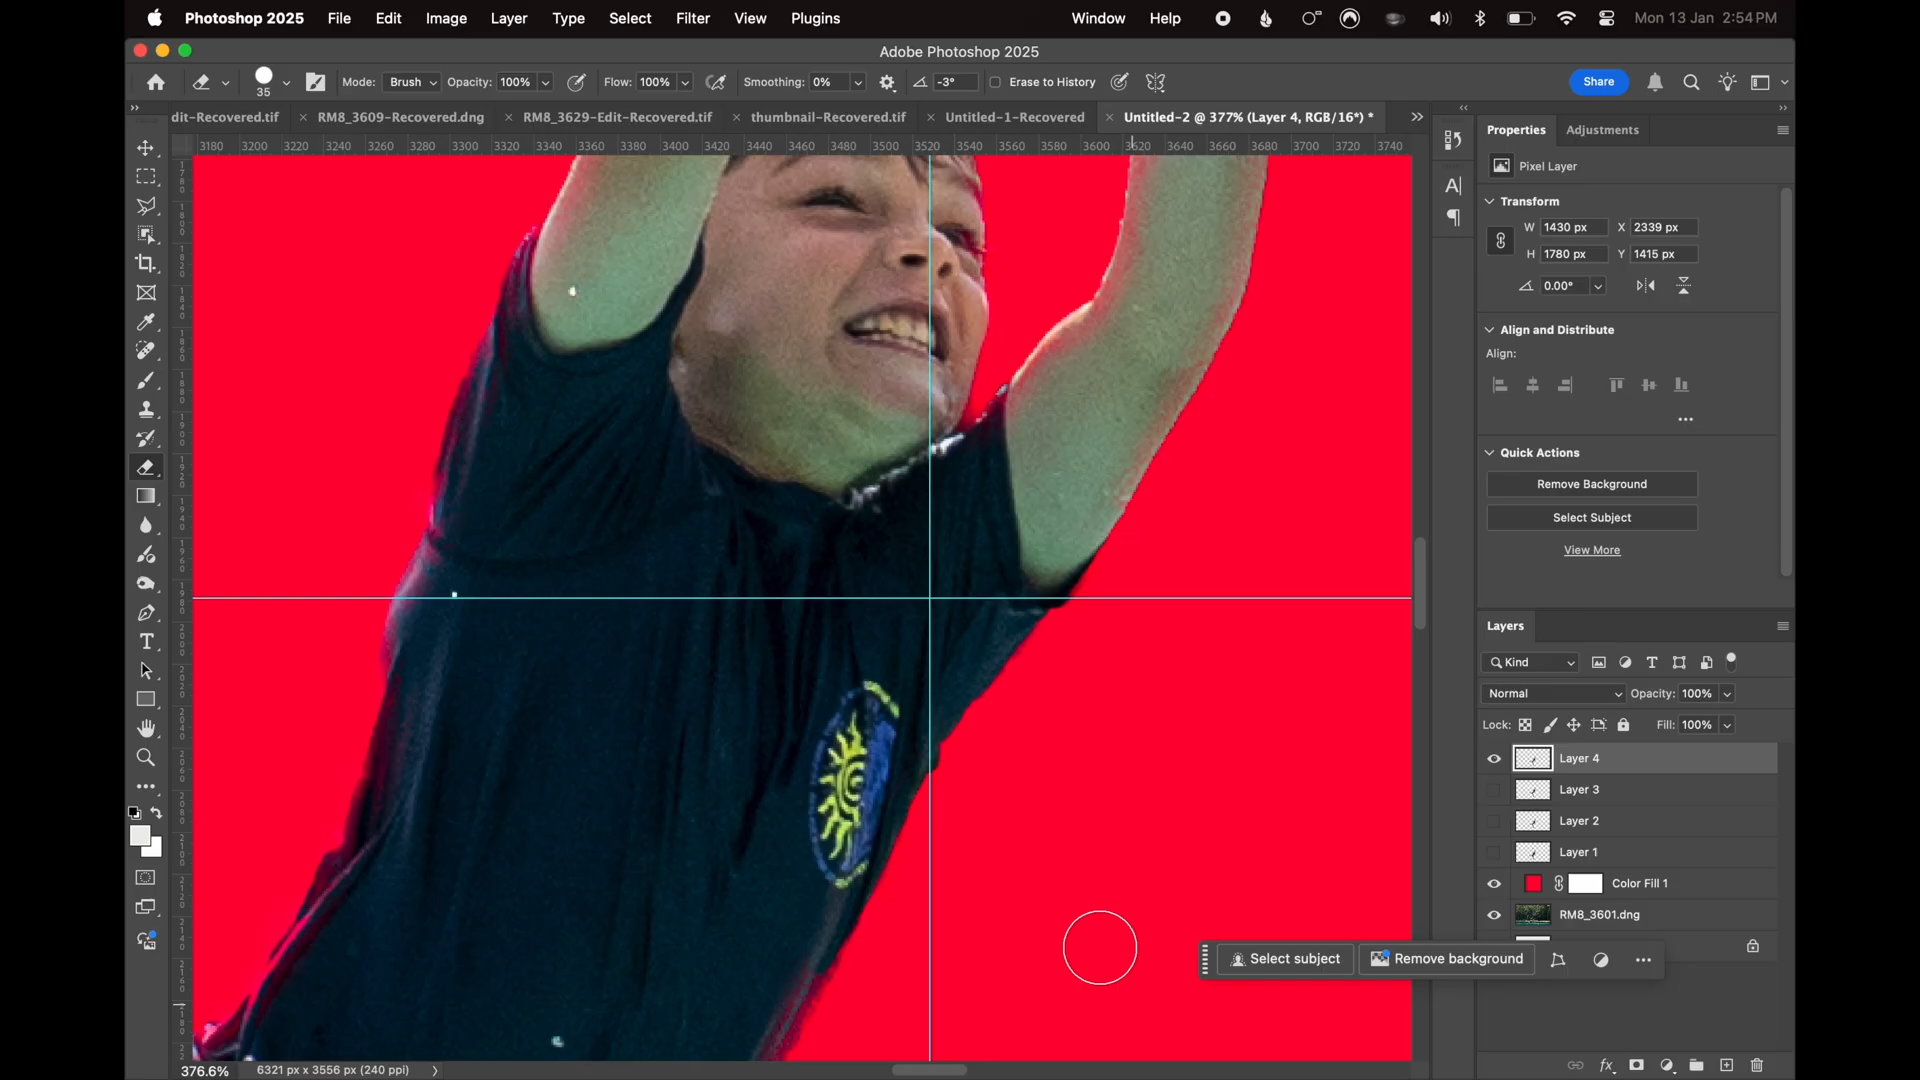 Photoshop 2025 File Edit Image Layer Type Select Filter View Plugins Window Help Mon 13 Jan 2:54 PM
Adobe Photoshop 2025
35 Mode: Brush Opacity: 100% Flow: 100% Smoothing: 0% -3° Erase to History Share
dit-Recovered.tif RM8_3609-Recovered.dng RM8_3629-Edit-Recovered.tif thumbnail-Recovered.tif Untitled-1-Recovered Untitled-2 @ 377% (Layer 4, RGB/16*) *
3180 3200 3220 3240 3260 3280 3300 3320 3340 3360 3380 3400 3420 3440 3460 3480 3500 3520 3540 3560 3580 3600 3620 3640 3660 3680 3700 3720 3740
Properties Adjustments
Pixel Layer
Transform
W 1430 px X 2339 px
H 1780 px Y 1415 px
0.00°
Align and Distribute
Align:
Quick Actions
Remove Background
Select Subject
View More
Layers
Kind
Normal Opacity: 100%
Lock: Fill: 100%
Layer 4
Layer 3
Layer 2
Layer 1
Color Fill 1
RM8_3601.dng
Select subject Remove background
376.6% 6321 px x 3556 px (240 ppi)